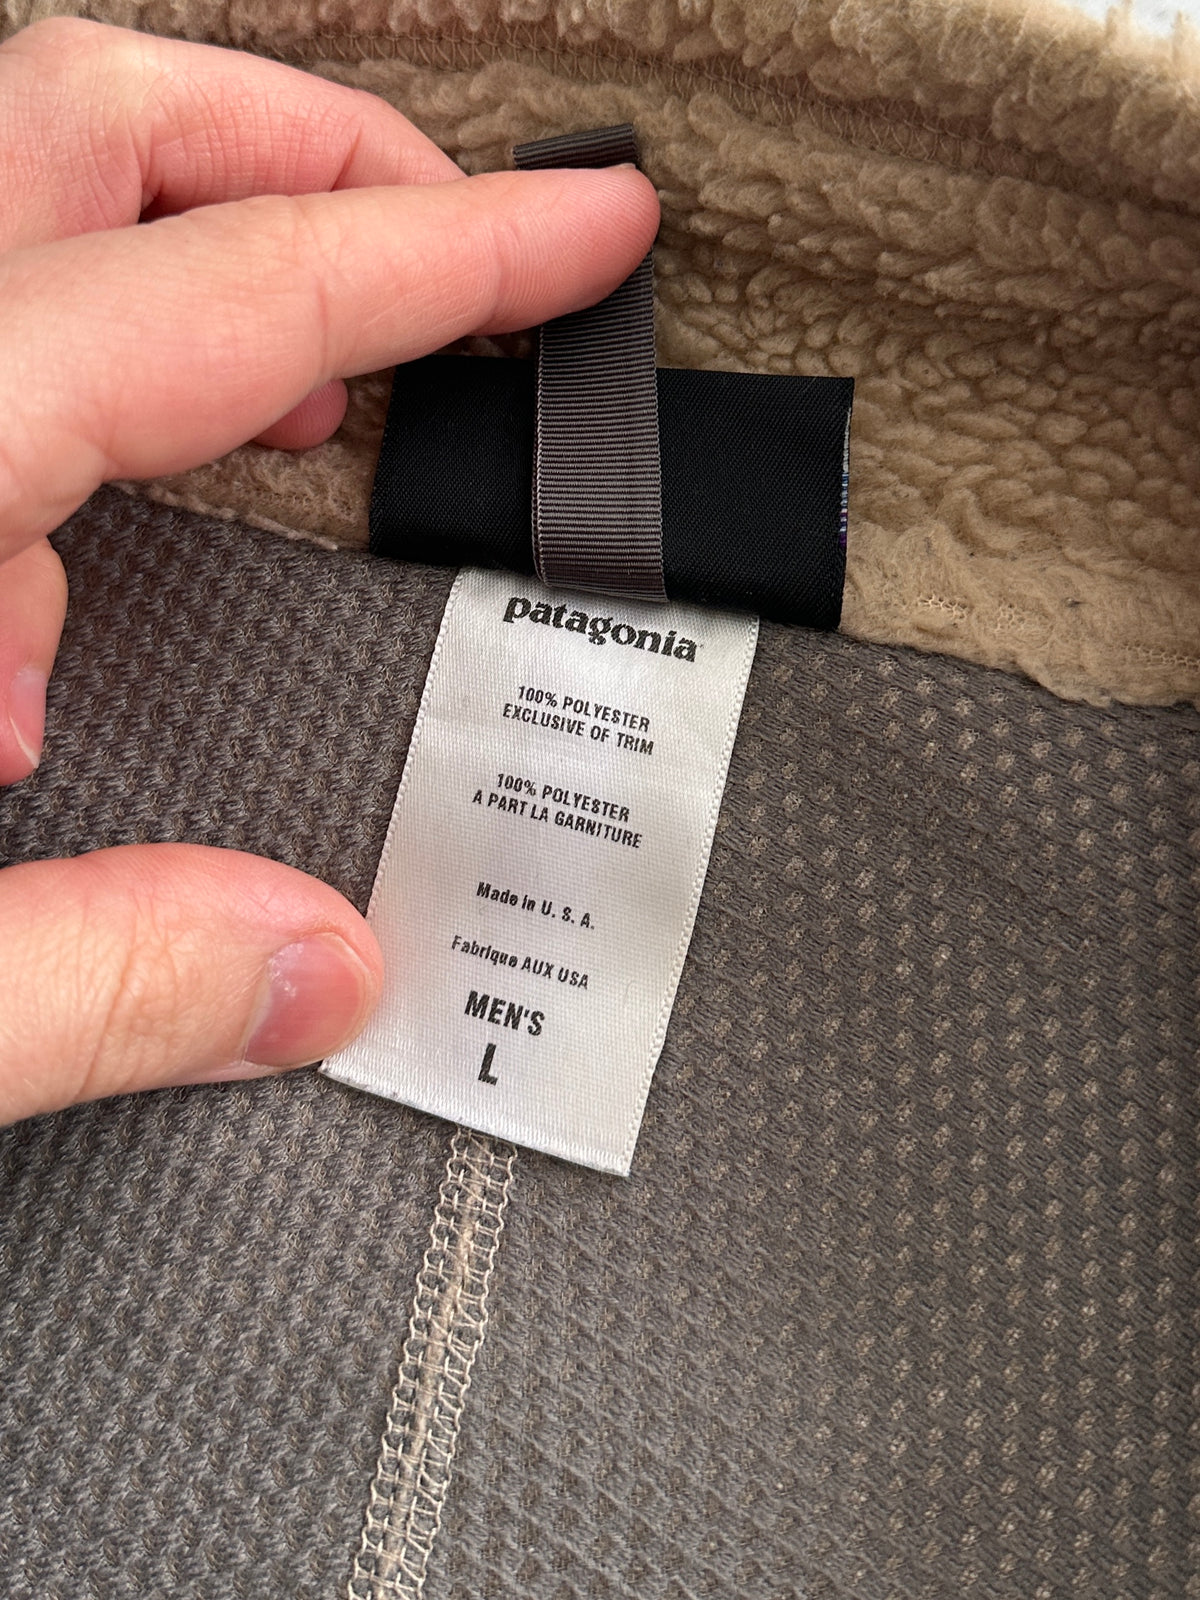 patagonia
100% POLYESTER
EXCLUSIVE OF TRIM
100% POLYESTER
A PART LA GARNITURE
Made in U. S. A.
Fabrique AUX USA
MEN'S
L